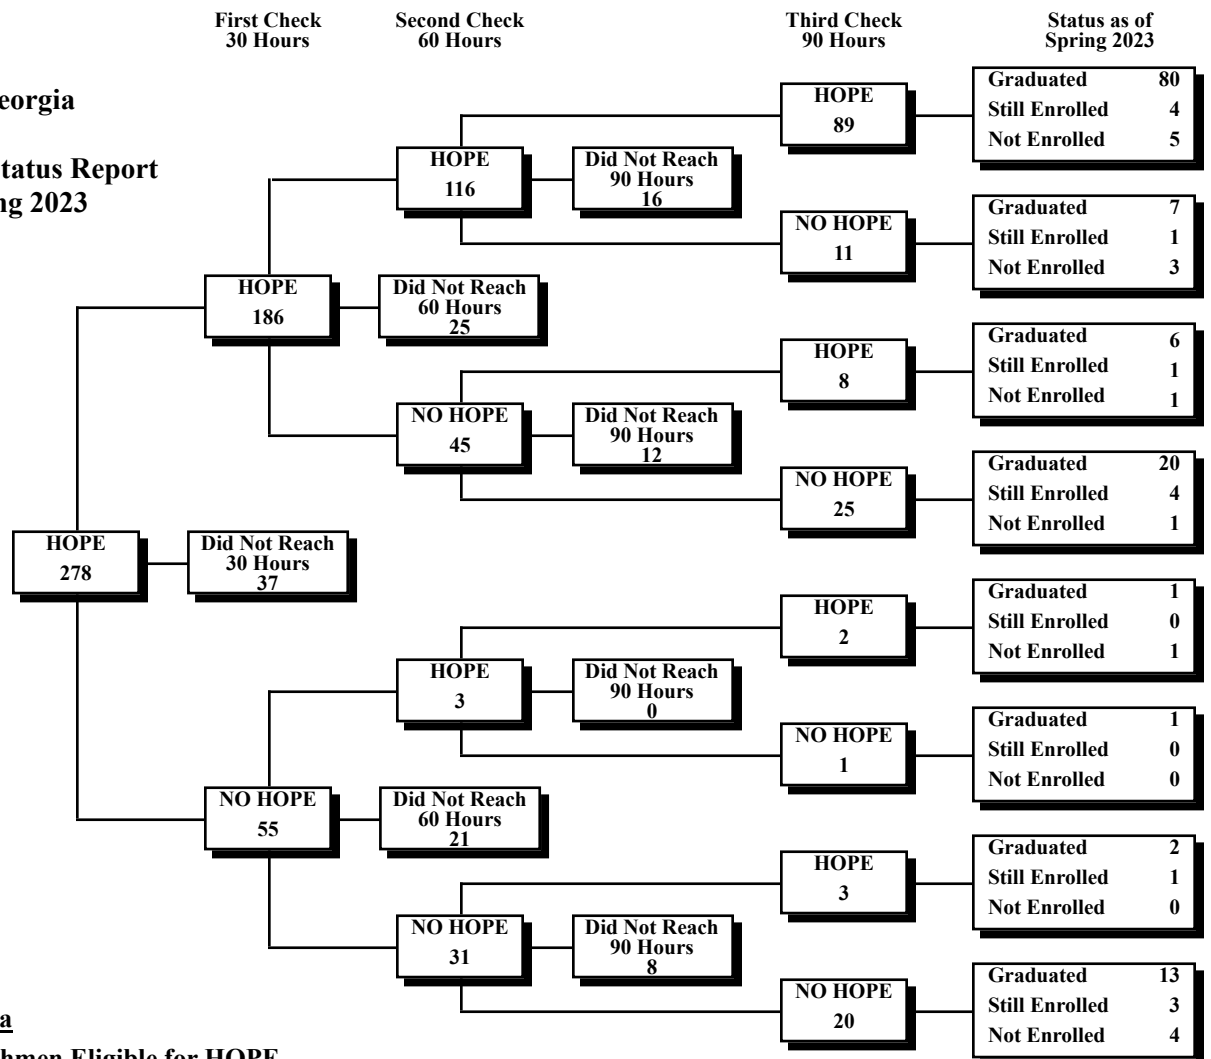 First Check
30 Hours
Second Check
60 Hours
Third Check
90 Hours
Status as of
Spring 2023
eorgia
tatus Report
ng 2023
HOPE
278
Did Not Reach
30 Hours
37
HOPE
186
Did Not Reach
60 Hours
25
NO HOPE
55
Did Not Reach
60 Hours
21
HOPE
116
Did Not Reach
90 Hours
16
NO HOPE
45
Did Not Reach
90 Hours
12
HOPE
3
Did Not Reach
90 Hours
0
NO HOPE
31
Did Not Reach
90 Hours
8
HOPE
89
Graduated 80
Still Enrolled 4
Not Enrolled 5
NO HOPE
11
Graduated 7
Still Enrolled 1
Not Enrolled 3
HOPE
8
Graduated 6
Still Enrolled 1
Not Enrolled 1
NO HOPE
25
Graduated 20
Still Enrolled 4
Not Enrolled 1
HOPE
2
Graduated 1
Still Enrolled 0
Not Enrolled 1
NO HOPE
1
Graduated 1
Still Enrolled 0
Not Enrolled 0
HOPE
3
Graduated 2
Still Enrolled 1
Not Enrolled 0
NO HOPE
20
Graduated 13
Still Enrolled 3
Not Enrolled 4
a
hmen Eligible for HOPE